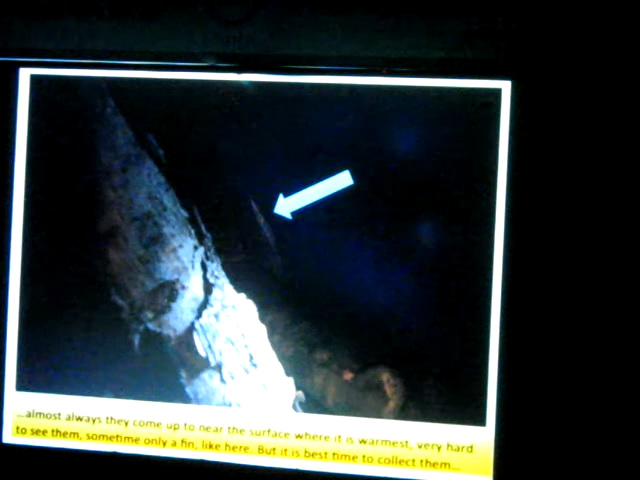 ...almost always they come up to near the surface where it is warmest, very hard
to see them, sometime only a fin, like here. But it is best time to collect them...